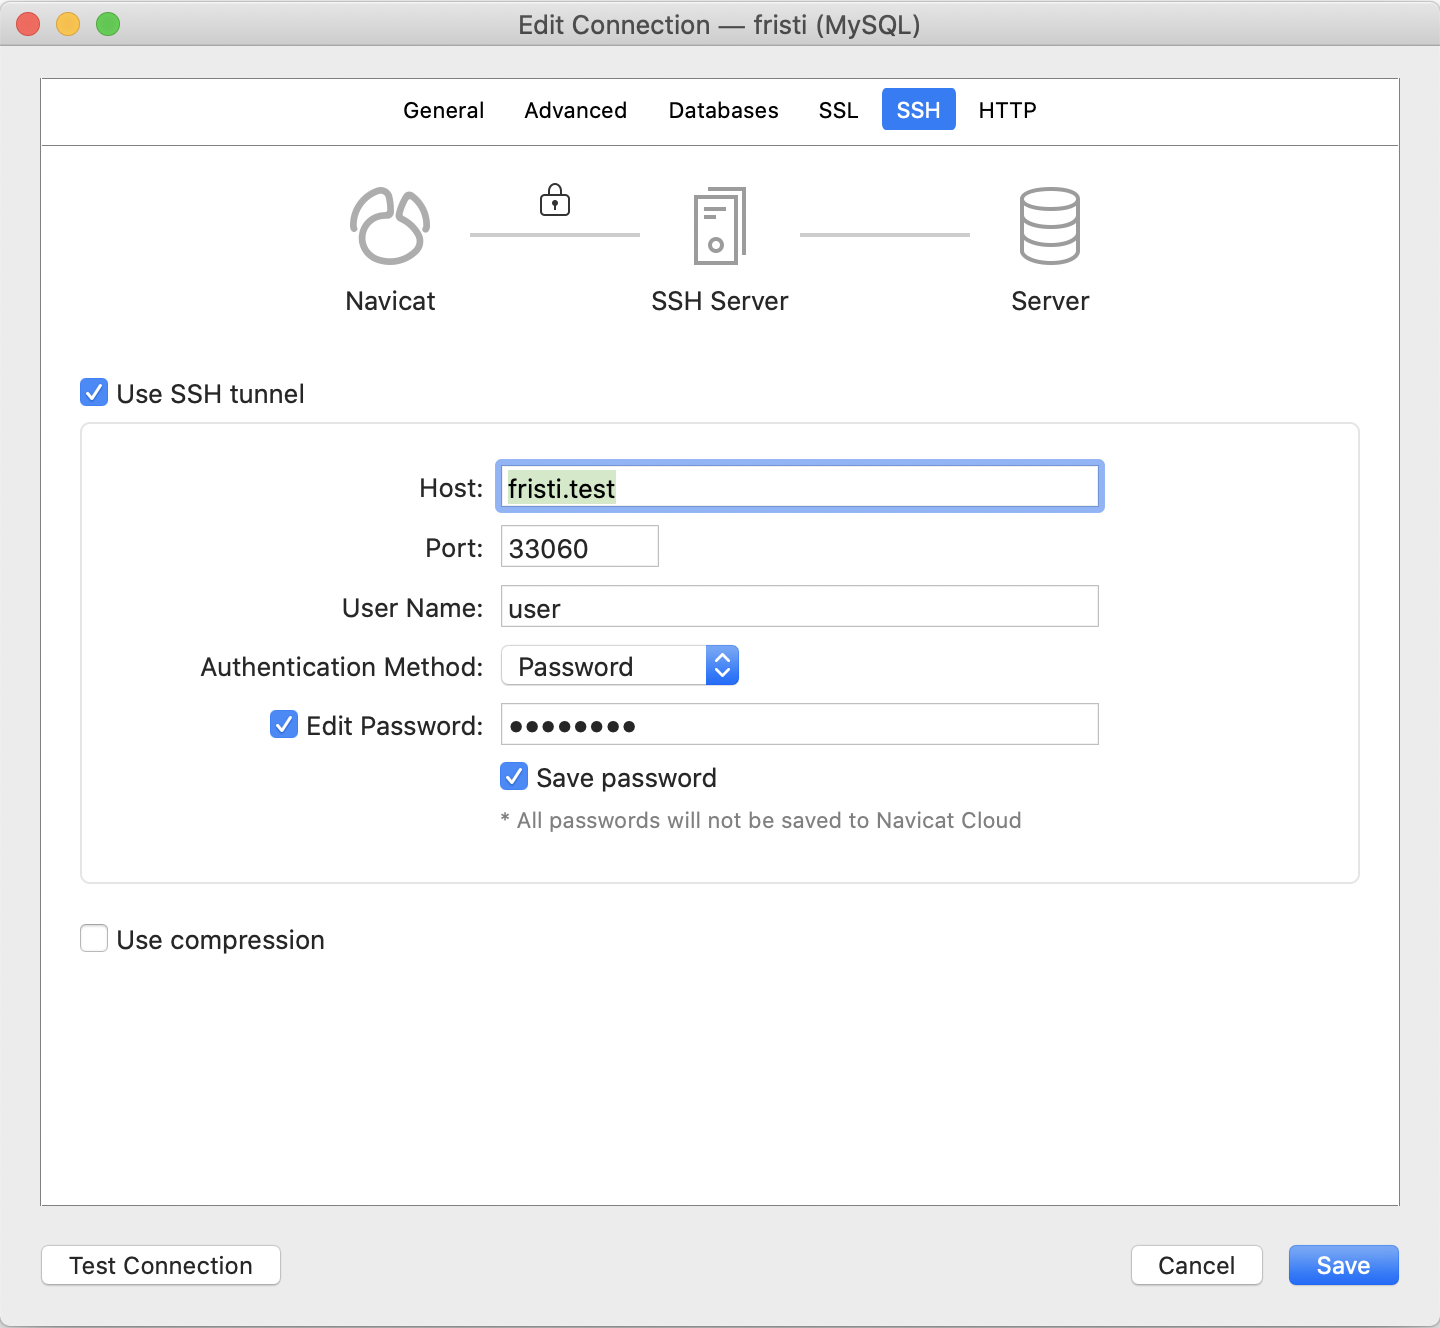 Edit Connection — fristi (MySQL)
General Advanced Databases SSL SSH HTTP
Navicat SSH Server Server
Use SSH tunnel
Host: fristi.test
Port: 33060
User Name: user
Authentication Method: Password
Edit Password: ••••••••
Save password
* All passwords will not be saved to Navicat Cloud
Use compression
Test Connection Cancel Save